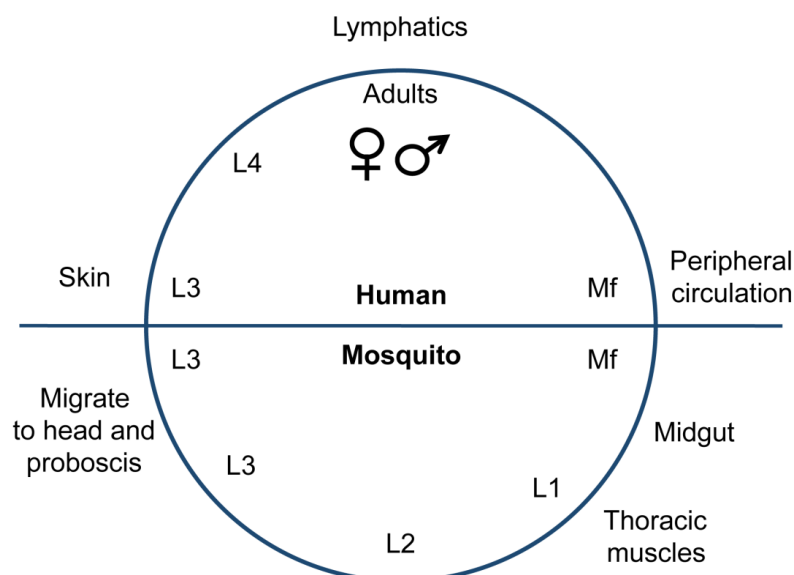 Lymphatics
Adults
L4
Skin
L3
Human
Mf
Peripheral
circulation
L3
Mosquito
Mf
Migrate
to head and
proboscis
Midgut
L3
L1
Thoracic
muscles
L2